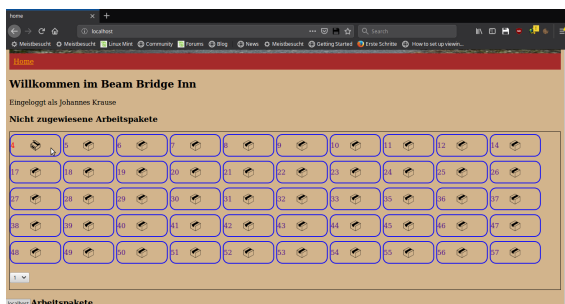 home
localhost
Search
Meistbesucht Meistbesucht Linux Mint Community Forums Blog News Meistbesucht Getting Started Erste Schritte How to set up viewin...
Home
Willkommen im Beam Bridge Inn
Eingeloggt als Johannes Krause
Nicht zugewiesene Arbeitspakete
4 5 6 7 8 9 10 11 12 14
17 18 19 20 21 22 23 24 25 26
27 28 29 30 31 32 33 35 36 37
38 39 40 41 42 43 44 45 46 47
48 49 50 51 52 53 54 55 56 57
1
localhost Arbeitspakete